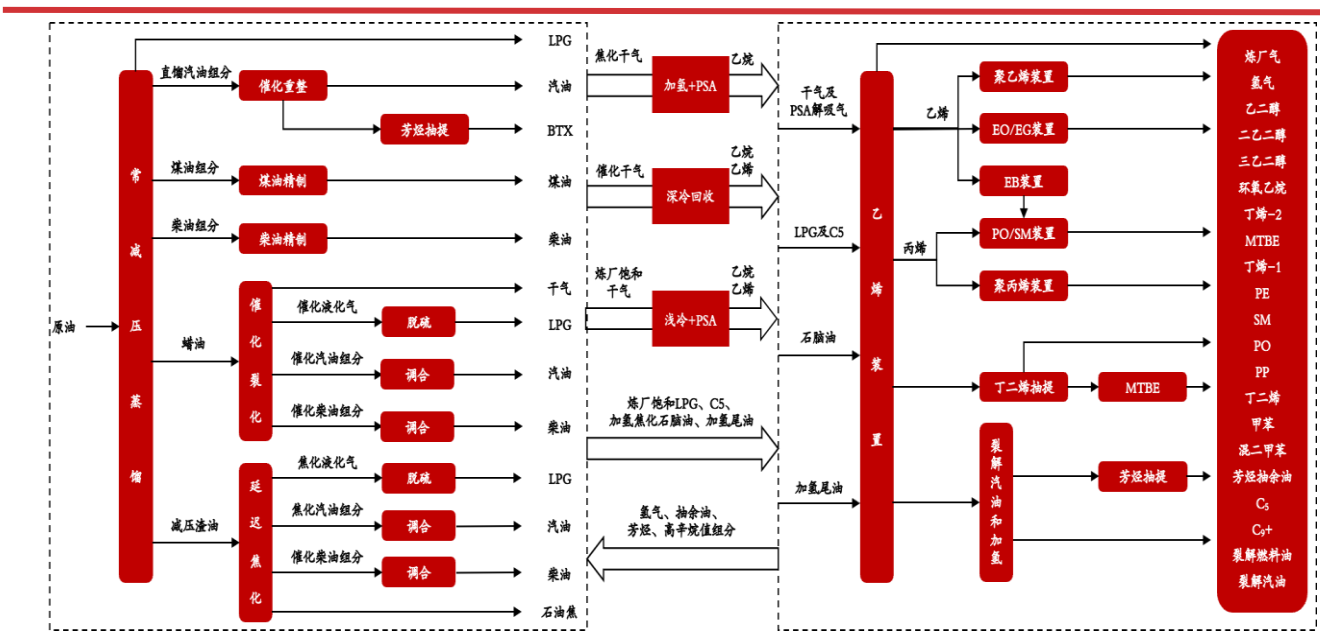 LPG
直馏汽油组分
催化重整
汽油
芳烃抽提
BTX
煤油组分
煤油精制
煤油
柴油组分
柴油精制
柴油
原油
常减压蒸馏
蜡油
催化裂化
干气
催化液化气
脱硫
LPG
催化汽油组分
调合
汽油
催化柴油组分
调合
柴油
减压渣油
延迟焦化
焦化液化气
脱硫
LPG
焦化汽油组分
调合
汽油
催化柴油组分
调合
柴油
石油焦
焦化干气
加氢+PSA
乙烷
催化干气
深冷回收
乙烷
乙烯
炼厂饱和
干气
浅冷+PSA
乙烷
乙烯
炼厂饱和LPG、C5、
加氢焦化石脑油、加氢尾油
氢气、抽余油、
芳烃、高辛烷值组分
干气及
PSA解吸气
LPG及C5
石脑油
加氢尾油
乙烯装置
乙烯
聚乙烯装置
EO/EG装置
EB装置
丙烯
PO/SM装置
聚丙烯装置
丁二烯抽提
MTBE
裂解汽油和加氢
芳烃抽提
炼厂气
氢气
乙二醇
二乙二醇
三乙二醇
环氧乙烷
丁烯-2
MTBE
丁烯-1
PE
SM
PO
PP
丁二烯
甲苯
混二甲苯
芳烃抽余油
C₅
C₉+
裂解燃料油
裂解汽油